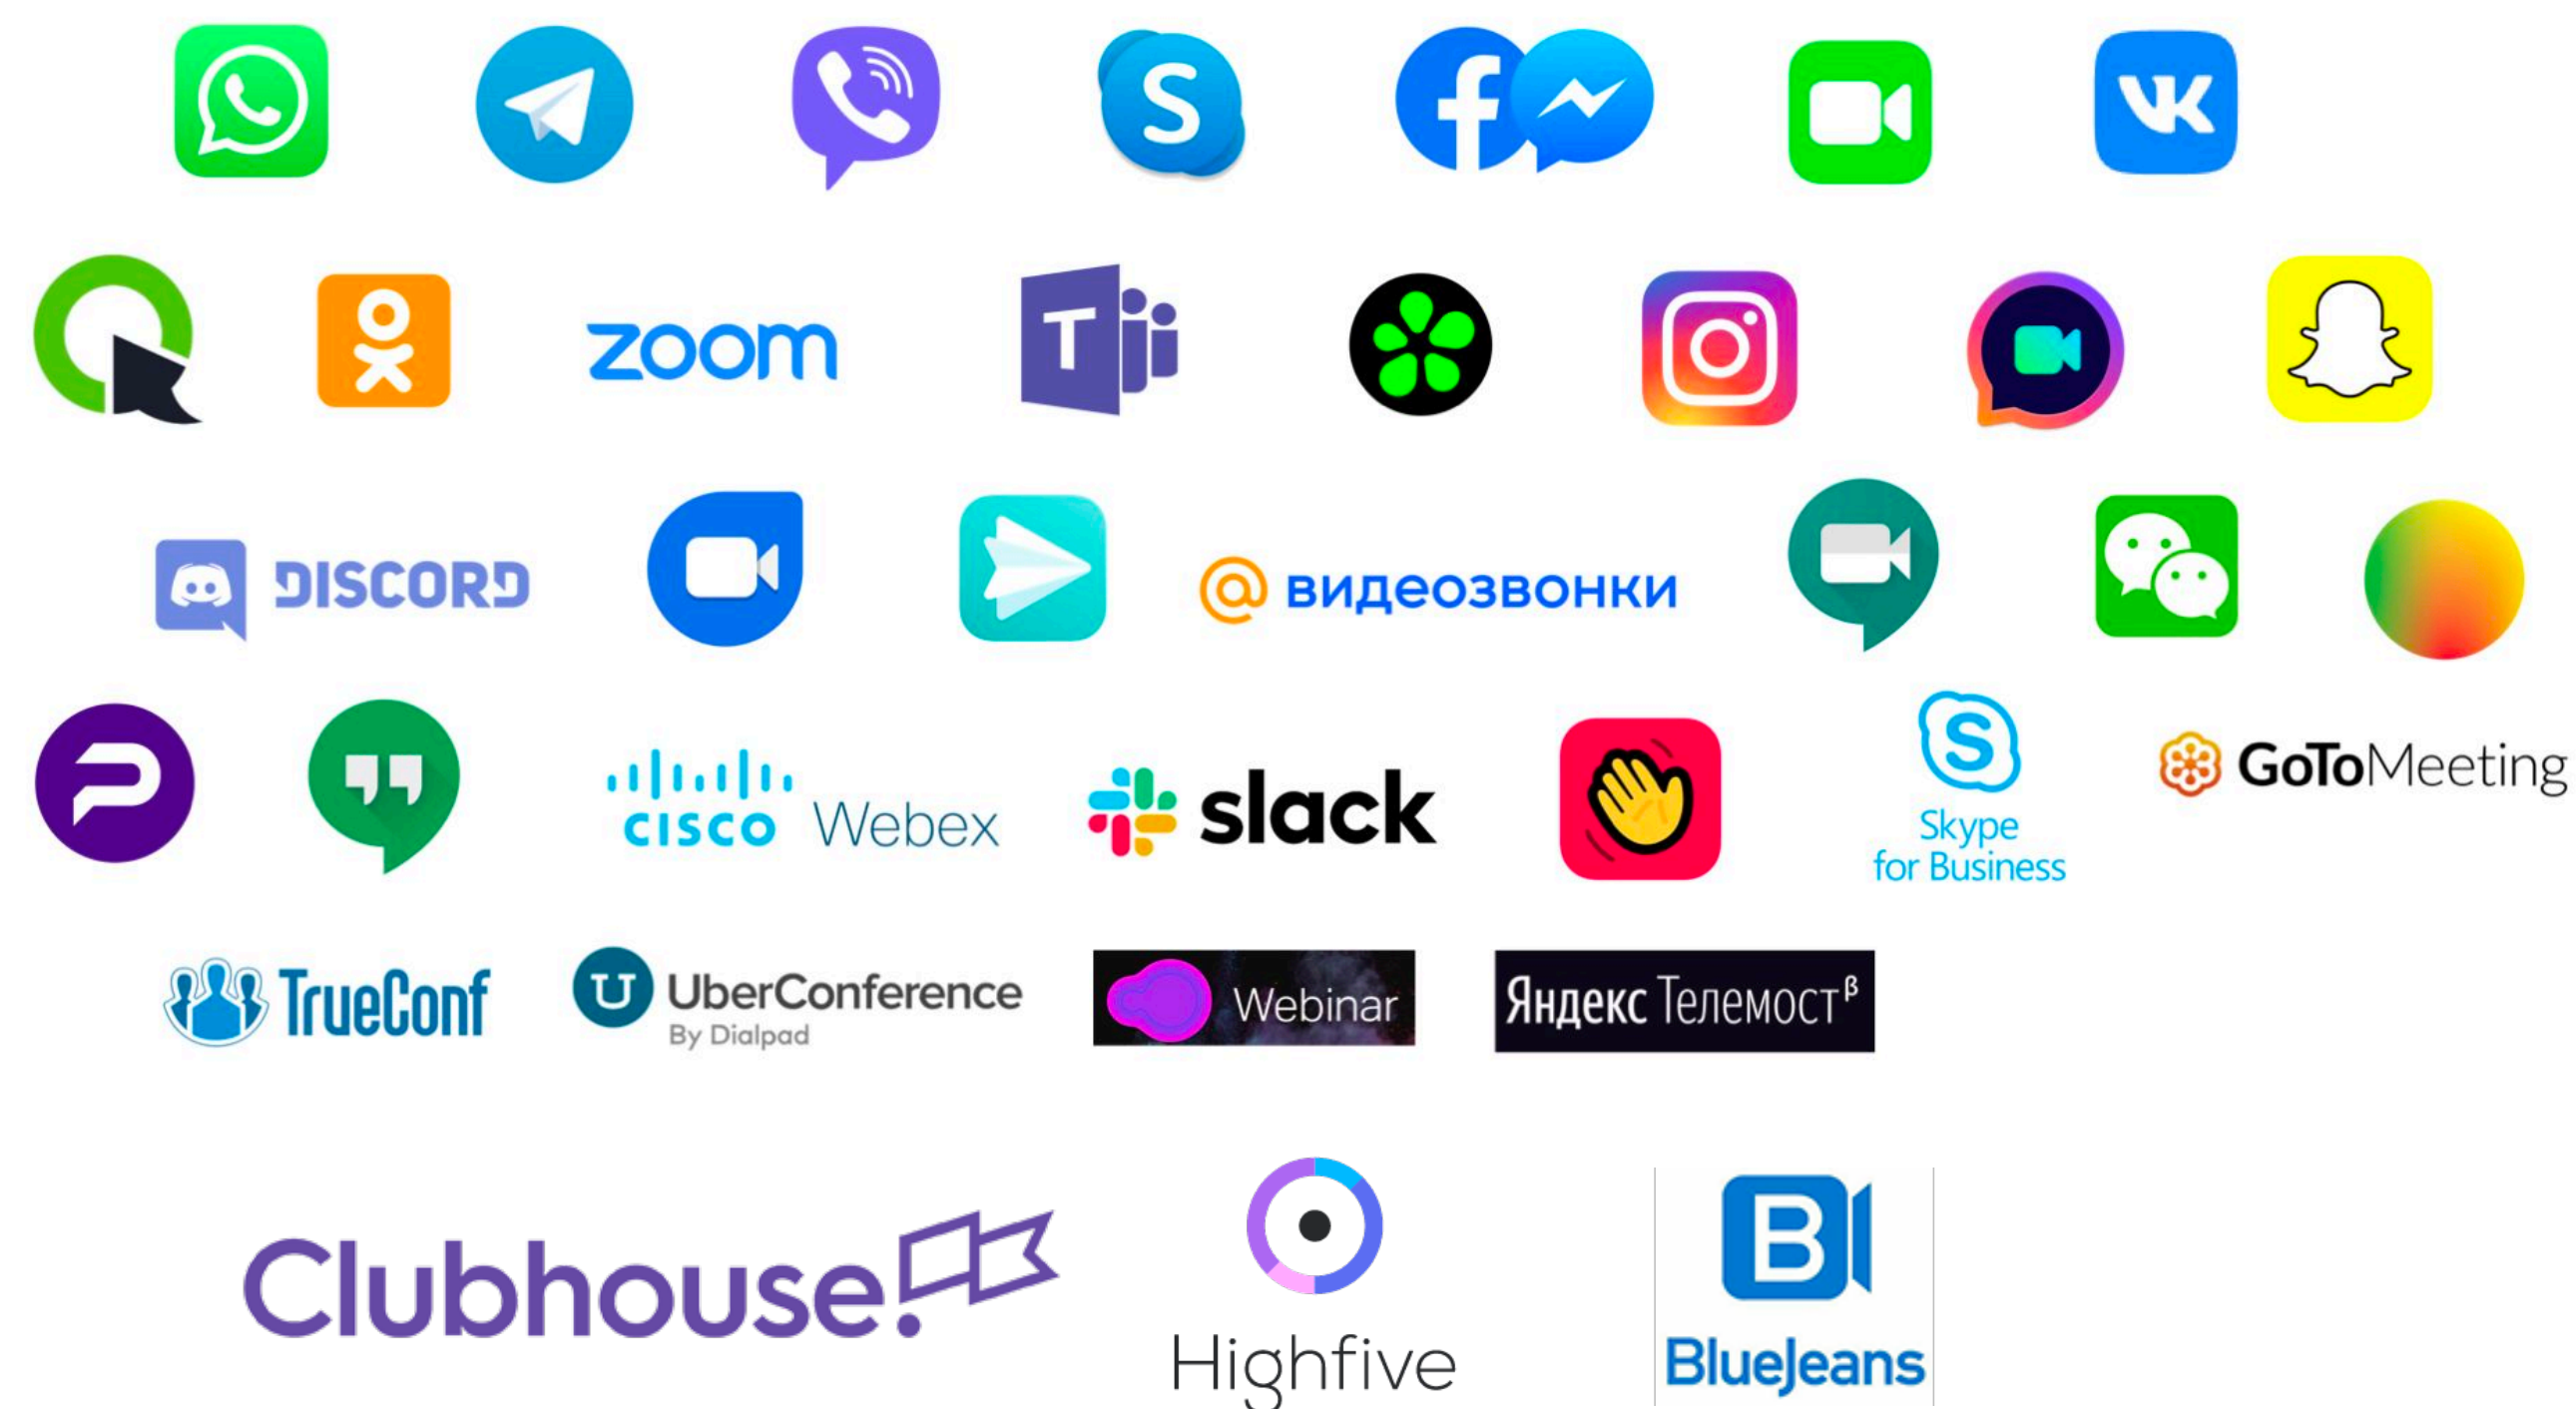 S
f
VK
zoom
T
DISCORD
@ видеозвонки
CISCO Webex
slack
S
Skype
for Business
GoToMeeting
TrueConf
U UberConference
By Dialpad
Webinar
Яндекс Телемост β
Clubhouse
Highfive
B
BlueJeans